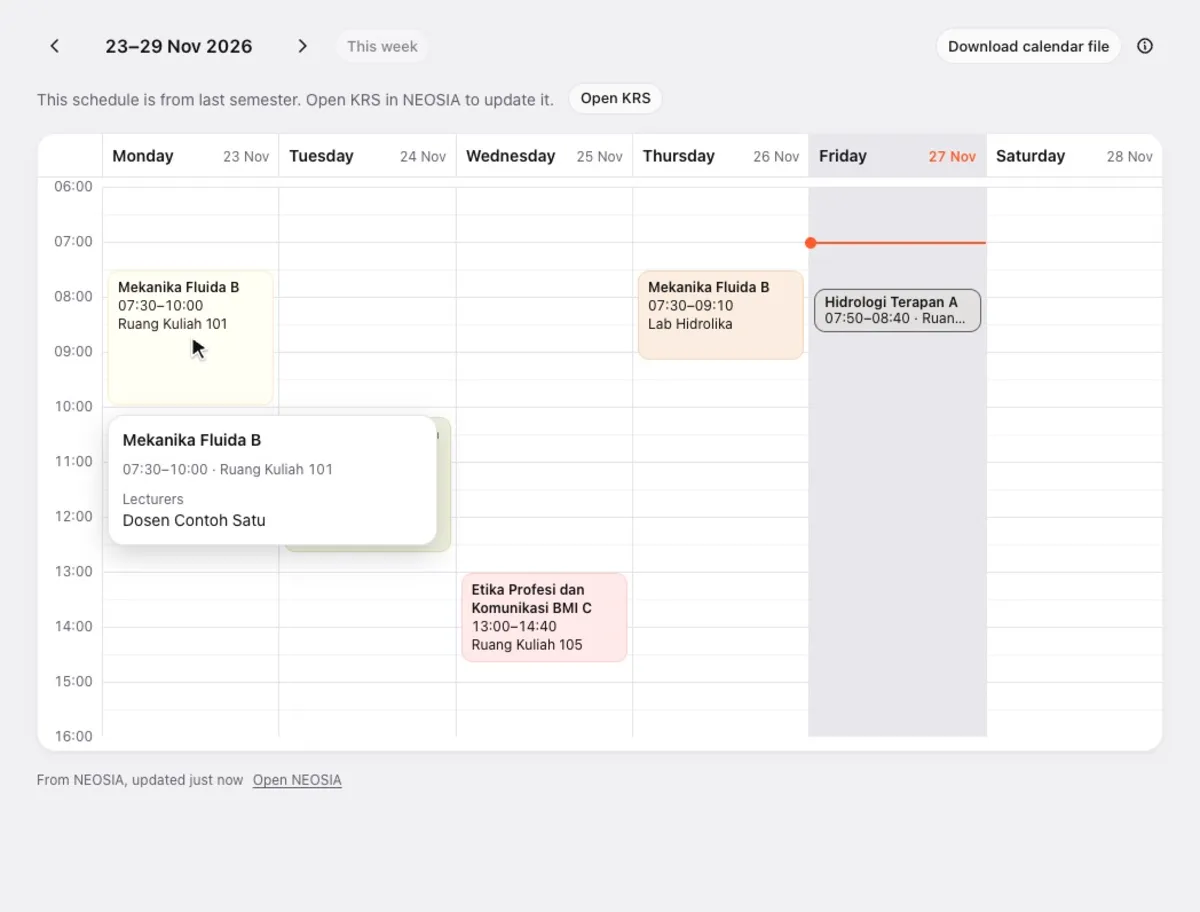 23–29 Nov 2026
This week
Download calendar file
This schedule is from last semester. Open KRS in NEOSIA to update it.
Open KRS
Monday 23 Nov
Tuesday 24 Nov
Wednesday 25 Nov
Thursday 26 Nov
Friday 27 Nov
Saturday 28 Nov
06:00
07:00
08:00
09:00
10:00
11:00
12:00
13:00
14:00
15:00
16:00
Mekanika Fluida B
07:30–10:00
Ruang Kuliah 101
Mekanika Fluida B
07:30–10:00 · Ruang Kuliah 101
Lecturers
Dosen Contoh Satu
Etika Profesi dan
Komunikasi BMI C
13:00–14:40
Ruang Kuliah 105
Mekanika Fluida B
07:30–09:10
Lab Hidrolika
Hidrologi Terapan A
07:50–08:40 · Ruan...
From NEOSIA, updated just now
Open NEOSIA